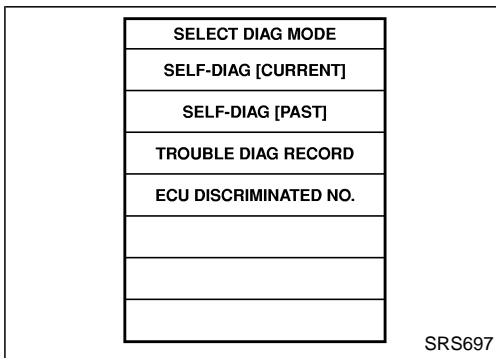 SELECT DIAG MODE
SELF-DIAG [CURRENT]
SELF-DIAG [PAST]
TROUBLE DIAG RECORD
ECU DISCRIMINATED NO.
SRS697